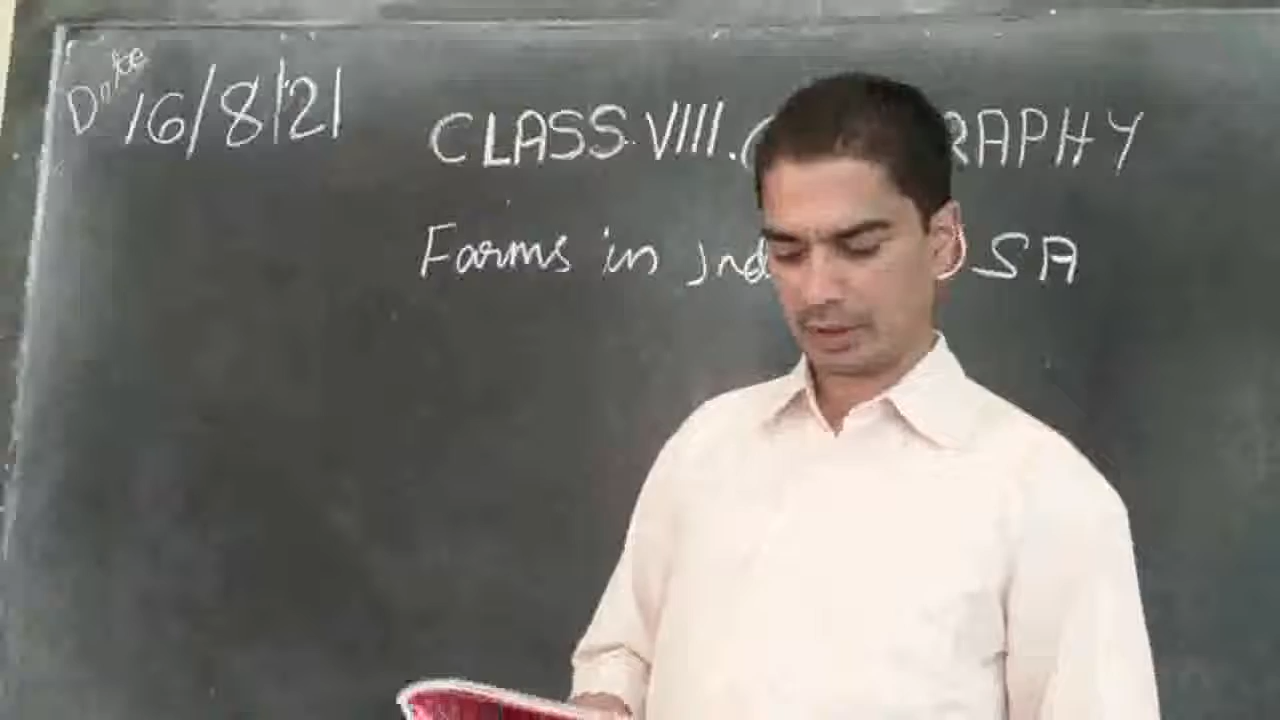 Date 16/8/21
CLASS VIII. RAPHY
Farms in Ind SA